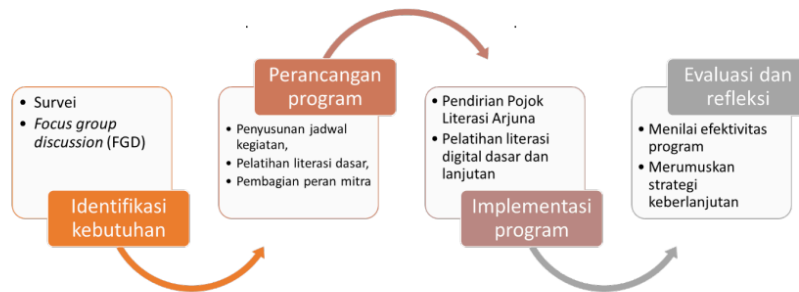 • Survei
• Focus group
discussion (FGD)
Identifikasi
kebutuhan
Perancangan
program
• Penyusunan jadwal
kegiatan,
• Pelatihan literasi dasar,
• Pembagian peran mitra
• Pendirian Pojok
Literasi Arjuna
• Pelatihan literasi
digital dasar dan
lanjutan
Implementasi
program
Evaluasi dan
refleksi
• Menilai efektivitas
program
• Merumuskan
strategi
keberlanjutan